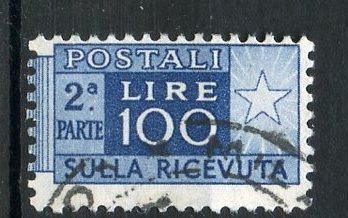 POSTALI
2ª. LIRE
PARTE 100
SULLA RICEVUTA